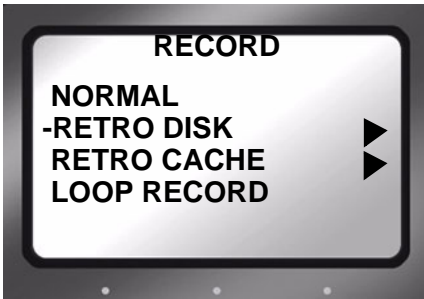 RECORD
NORMAL
-RETRO DISK
RETRO CACHE
LOOP RECORD